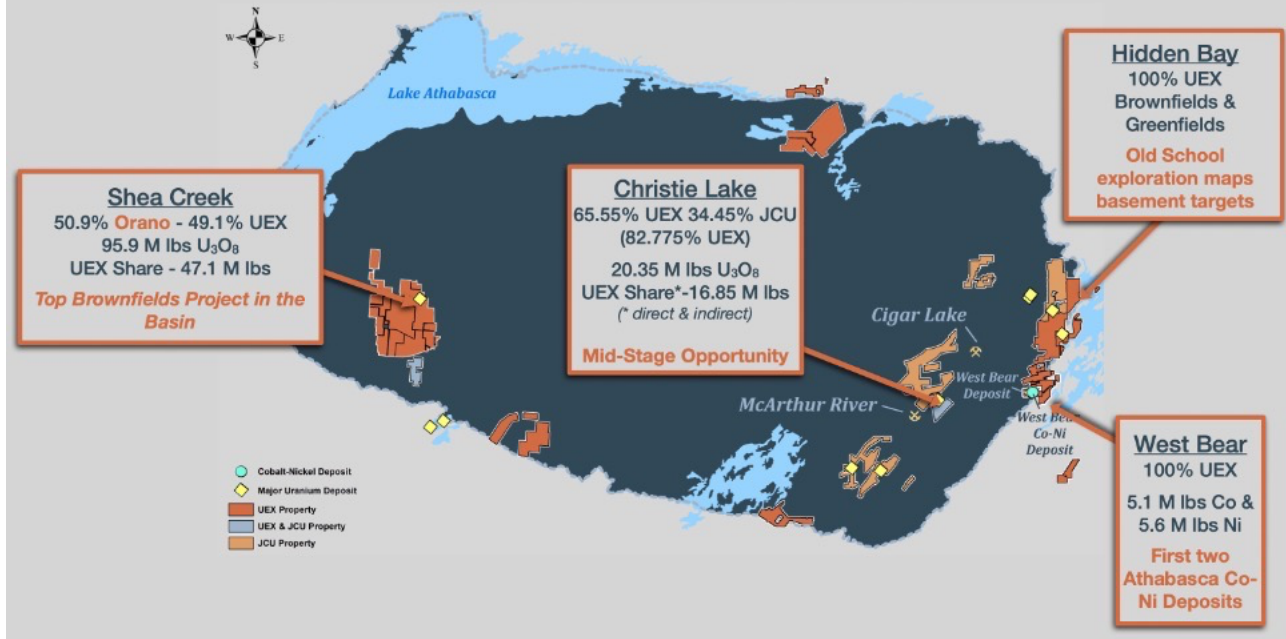 N
W E
S
Lake Athabasca
Hidden Bay
100% UEX
Brownfields &
Greenfields
Old School
exploration maps
basement targets
Shea Creek
50.9% Orano - 49.1% UEX
95.9 M lbs U₃O₈
UEX Share - 47.1 M lbs
Top Brownfields Project in the
Basin
Christie Lake
65.55% UEX 34.45% JCU
(82.775% UEX)
20.35 M lbs U₃O₈
UEX Share*-16.85 M lbs
(* direct & indirect)
Mid-Stage Opportunity
Cigar Lake
West Bear
Deposit
McArthur River
West Bear
Co-Ni
Deposit
West Bear
100% UEX
5.1 M lbs Co &
5.6 M lbs Ni
First two
Athabasca Co-
Ni Deposits
Cobalt-Nickel Deposit
Major Uranium Deposit
UEX Property
UEX & JCU Property
JCU Property